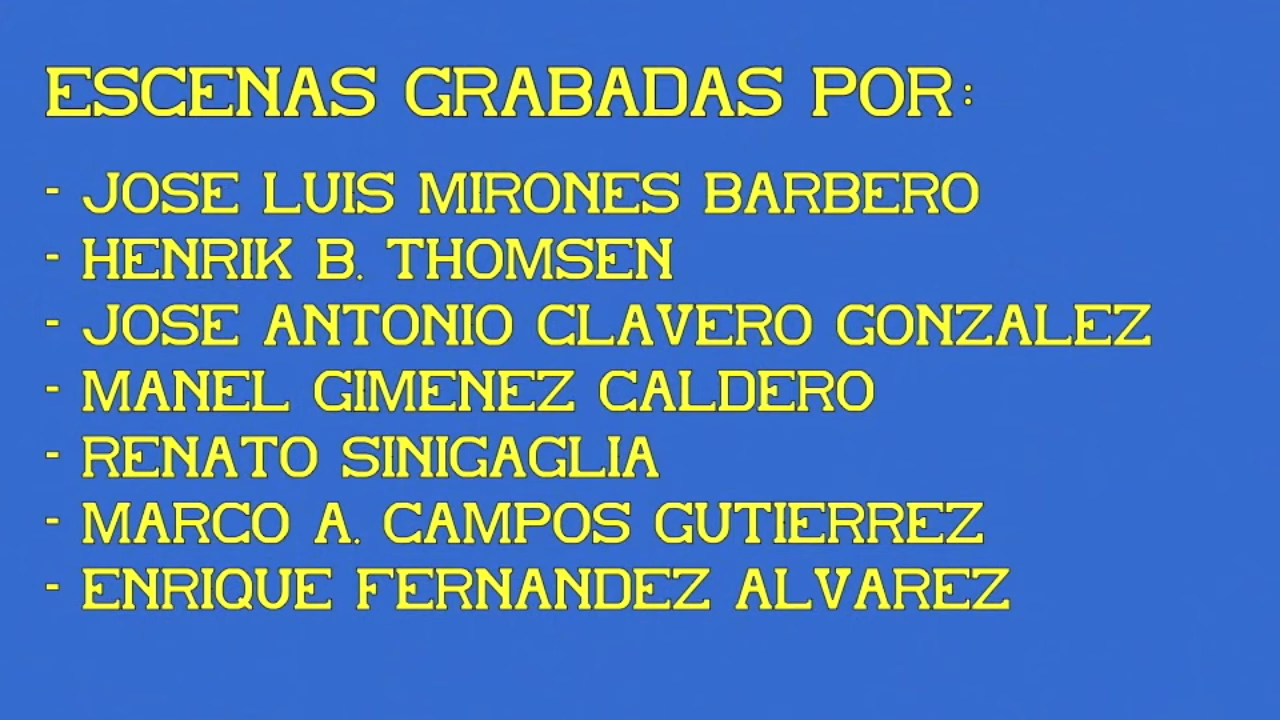 ESCENAS GRABADAS POR:
- JOSE LUIS MIRONES BARBERO
- HENRIK B. THOMSEN
- JOSE ANTONIO CLAVERO GONZALEZ
- MANEL GIMENEZ CALDERO
- RENATO SINIGAGLIA
- MARCO A. CAMPOS GUTIERREZ
- ENRIQUE FERNANDEZ ALVAREZ